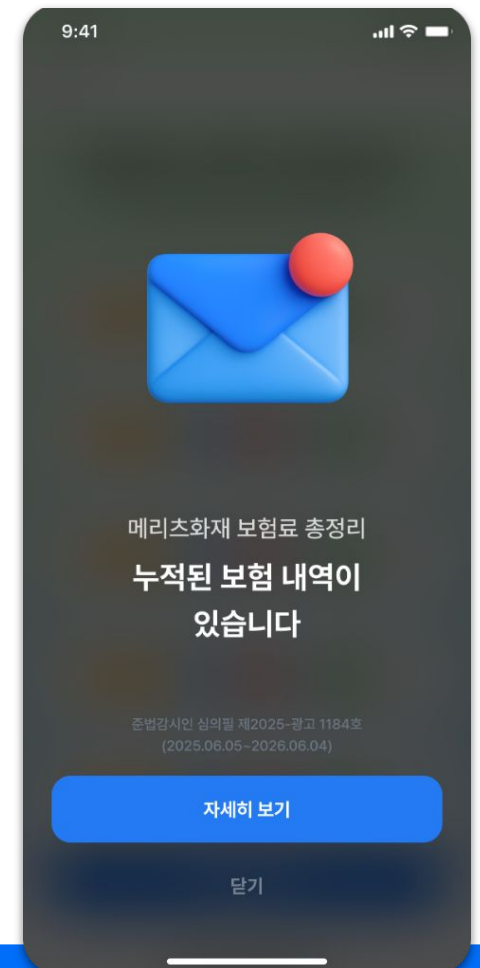 9:41
메리츠화재 보험료 총정리
누적된 보험 내역이
있습니다
준법감시인 심의필 제2025-광고 1184호
(2025.06.05~2026.06.04)
자세히 보기
닫기